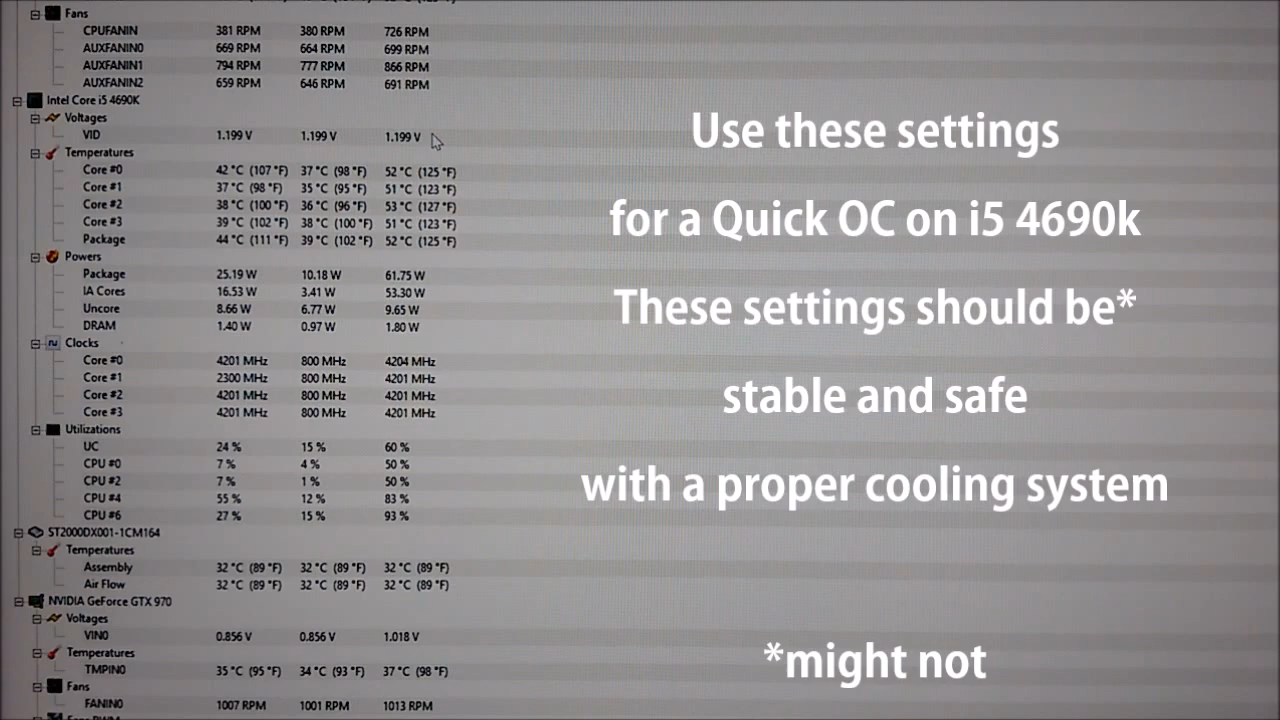 Fans
CPUFANIN 381 RPM 380 RPM 726 RPM
AUXFANIN0 669 RPM 664 RPM 699 RPM
AUXFANIN1 794 RPM 777 RPM 866 RPM
AUXFANIN2 659 RPM 646 RPM 691 RPM
Intel Core i5 4690K
Voltages
VID 1.199 V 1.199 V 1.199 V
Temperatures
Core #0 42 °C (107 °F) 37 °C (98 °F) 52 °C (125 °F)
Core #1 37 °C (98 °F) 35 °C (95 °F) 51 °C (123 °F)
Core #2 38 °C (100 °F) 36 °C (96 °F) 53 °C (127 °F)
Core #3 39 °C (102 °F) 38 °C (100 °F) 51 °C (123 °F)
Package 44 °C (111 °F) 39 °C (102 °F) 52 °C (125 °F)
Powers
Package 25.19 W 10.18 W 61.75 W
IA Cores 16.53 W 3.41 W 53.30 W
Uncore 8.66 W 6.77 W 9.65 W
DRAM 1.40 W 0.97 W 1.80 W
Clocks
Core #0 4201 MHz 800 MHz 4204 MHz
Core #1 2300 MHz 800 MHz 4201 MHz
Core #2 4201 MHz 800 MHz 4201 MHz
Core #3 4201 MHz 800 MHz 4201 MHz
Utilizations
UC 24 % 15 % 60 %
CPU #0 7 % 4 % 50 %
CPU #2 7 % 1 % 50 %
CPU #4 55 % 12 % 83 %
CPU #6 27 % 15 % 93 %
ST2000DX001-1CM164
Temperatures
Assembly 32 °C (89 °F) 32 °C (89 °F) 32 °C (89 °F)
Air Flow 32 °C (89 °F) 32 °C (89 °F) 32 °C (89 °F)
NVIDIA GeForce GTX 970
Voltages
VIN0 0.856 V 0.856 V 1.018 V
Temperatures
TMPIN0 35 °C (95 °F) 34 °C (93 °F) 37 °C (98 °F)
Fans
FANIN0 1007 RPM 1001 RPM 1013 RPM
Use these settings
for a Quick OC on i5 4690k
These settings should be*
stable and safe
with a proper cooling system
*might not